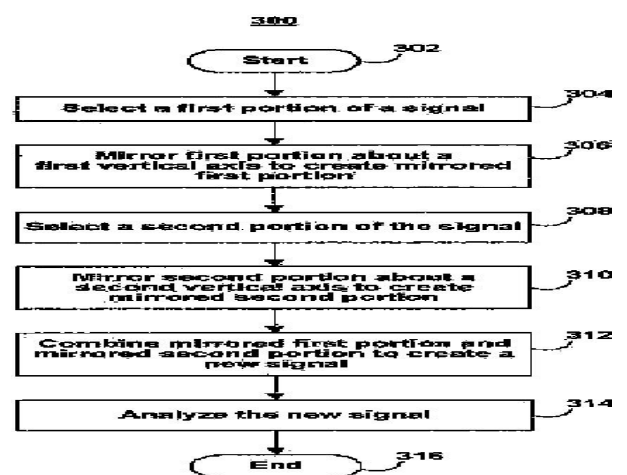 300
Start
302
Select a first portion of a signal
304
Mirror first portion about a
first vertical axis to create mirrored
first portion
306
Select a second portion of the signal
308
Mirror second portion about a
second vertical axis to create
mirrored second portion
310
Combine mirrored first portion and
mirrored second portion to create a
new signal
312
Analyze the new signal
314
End
316